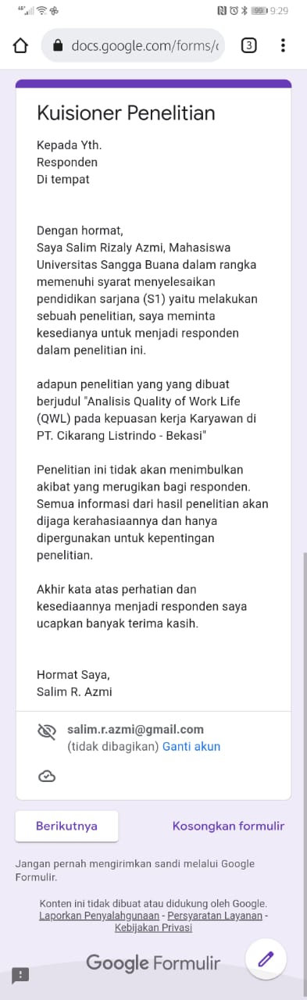 46+
99
9:29
docs.google.com/forms/
3
Kuisioner Penelitian
Kepada Yth.
Responden
Di tempat
Dengan hormat,
Saya Salim Rizaly Azmi, Mahasiswa
Universitas Sangga Buana dalam rangka
memenuhi syarat menyelesaikan
pendidikan sarjana (S1) yaitu melakukan
sebuah penelitian, saya meminta
kesedianya untuk menjadi responden
dalam penelitian ini.
adapun penelitian yang yang dibuat
berjudul "Analisis Quality of Work Life
(QWL) pada kepuasan kerja Karyawan di
PT. Cikarang Listrindo - Bekasi"
Penelitian ini tidak akan menimbulkan
akibat yang merugikan bagi responden.
Semua informasi dari hasil penelitian akan
dijaga kerahasiaannya dan hanya
dipergunakan untuk kepentingan
penelitian.
Akhir kata atas perhatian dan
kesediaannya menjadi responden saya
ucapkan banyak terima kasih.
Hormat Saya,
Salim R. Azmi
salim.r.azmi@gmail.com
(tidak dibagikan) Ganti akun
Berikutnya
Kosongkan formulir
Jangan pernah mengirimkan sandi melalui Google
Formulir.
Konten ini tidak dibuat atau didukung oleh Google.
Laporkan Penyalahgunaan - Persyaratan Layanan -
Kebijakan Privasi
Google Formulir